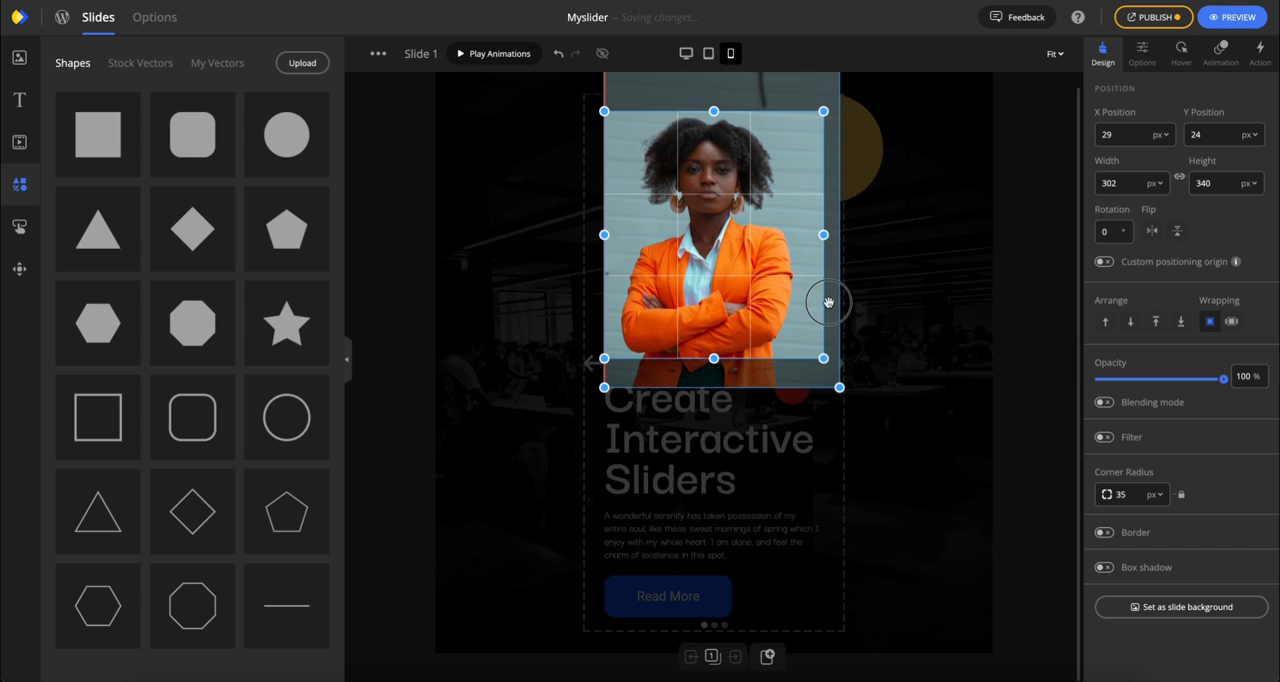 Slides Options
Myslider – Saving changes...
Feedback
?
PUBLISH
PREVIEW
Shapes Stock Vectors My Vectors Upload
Slide 1 Play Animations
Fit
Design Options Hover Animation Action
POSITION
X Position Y Position
29 px 24 px
Width Height
302 px 340 px
Rotation Flip
0 °
Custom positioning origin i
Arrange Wrapping
Opacity
100 %
Blending mode
Filter
Corner Radius
35 px
Border
Box shadow
Set as slide background
Create
Interactive
Sliders
A wonderful serenity has taken possession of my
entire soul, like these sweet mornings of spring which I
enjoy with my whole heart. I am alone, and feel the
charm of existence in this spot,
Read More
1